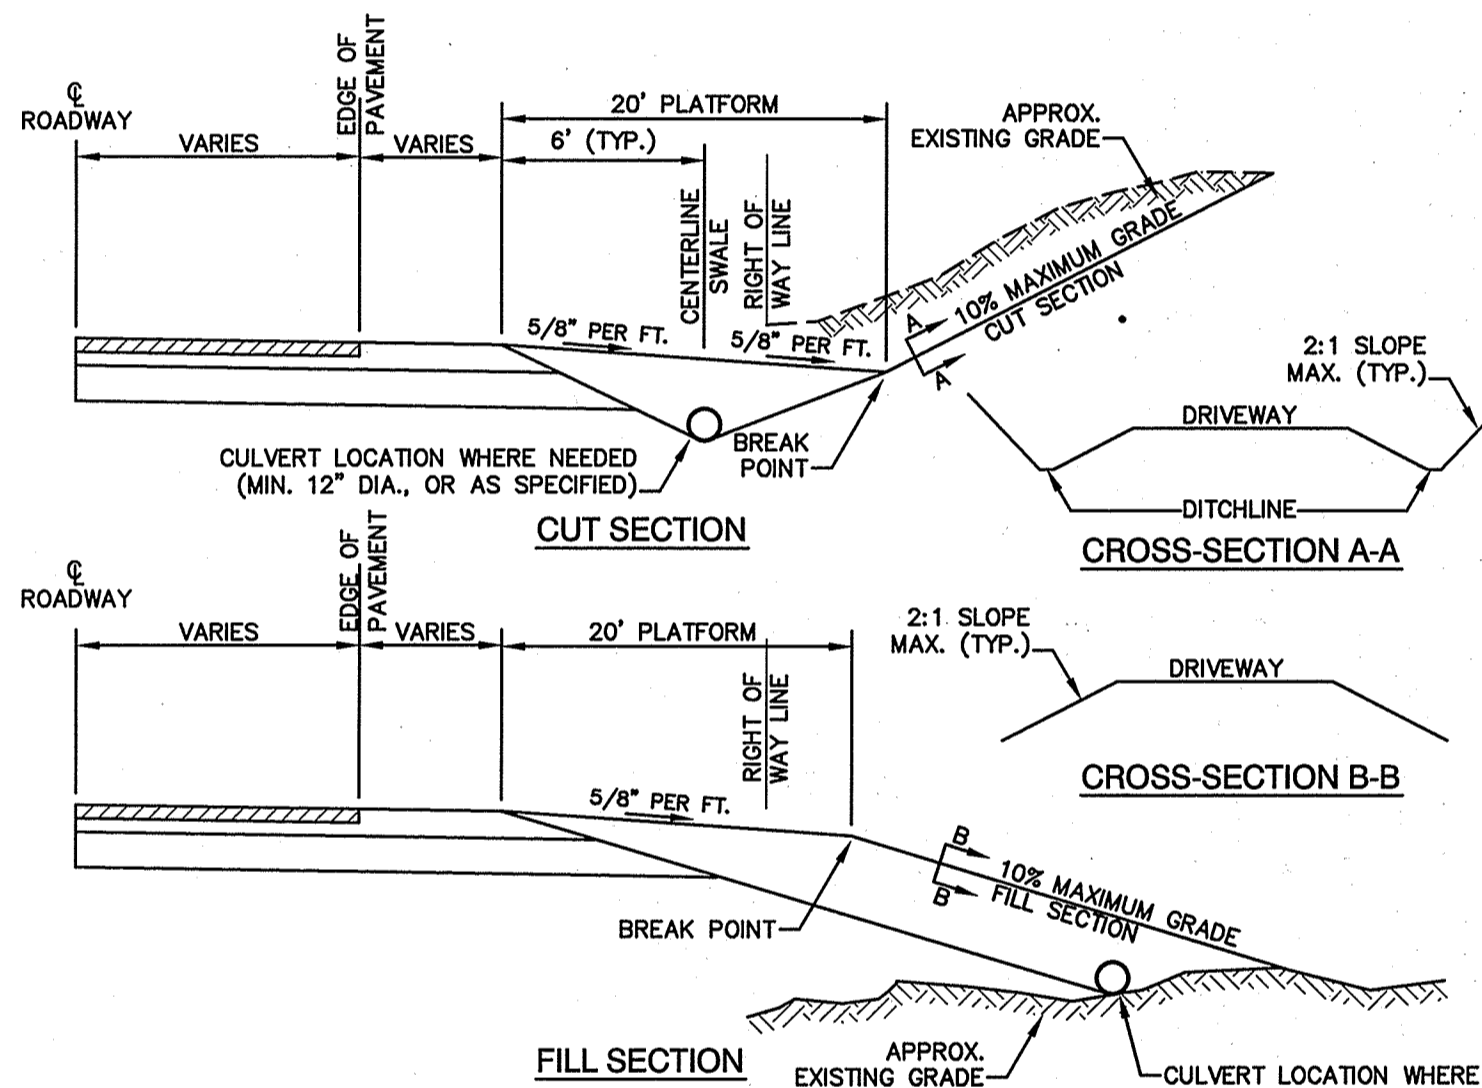 ℄
ROADWAY
VARIES
EDGE OF
PAVEMENT
VARIES
20' PLATFORM
6' (TYP.)
CENTERLINE
SWALE
RIGHT OF
WAY LINE
APPROX.
EXISTING GRADE
5/8" PER FT.
5/8" PER FT.
A
A
10% MAXIMUM GRADE
CUT SECTION
2:1 SLOPE
MAX. (TYP.)
DRIVEWAY
BREAK
POINT
CULVERT LOCATION WHERE NEEDED
(MIN. 12" DIA., OR AS SPECIFIED)
DITCHLINE
CUT SECTION
CROSS-SECTION A-A
℄
ROADWAY
VARIES
EDGE OF
PAVEMENT
VARIES
20' PLATFORM
RIGHT OF
WAY LINE
2:1 SLOPE
MAX. (TYP.)
DRIVEWAY
CROSS-SECTION B-B
5/8" PER FT.
B
B
10% MAXIMUM GRADE
FILL SECTION
BREAK POINT
FILL SECTION
APPROX.
EXISTING GRADE
CULVERT LOCATION WHERE